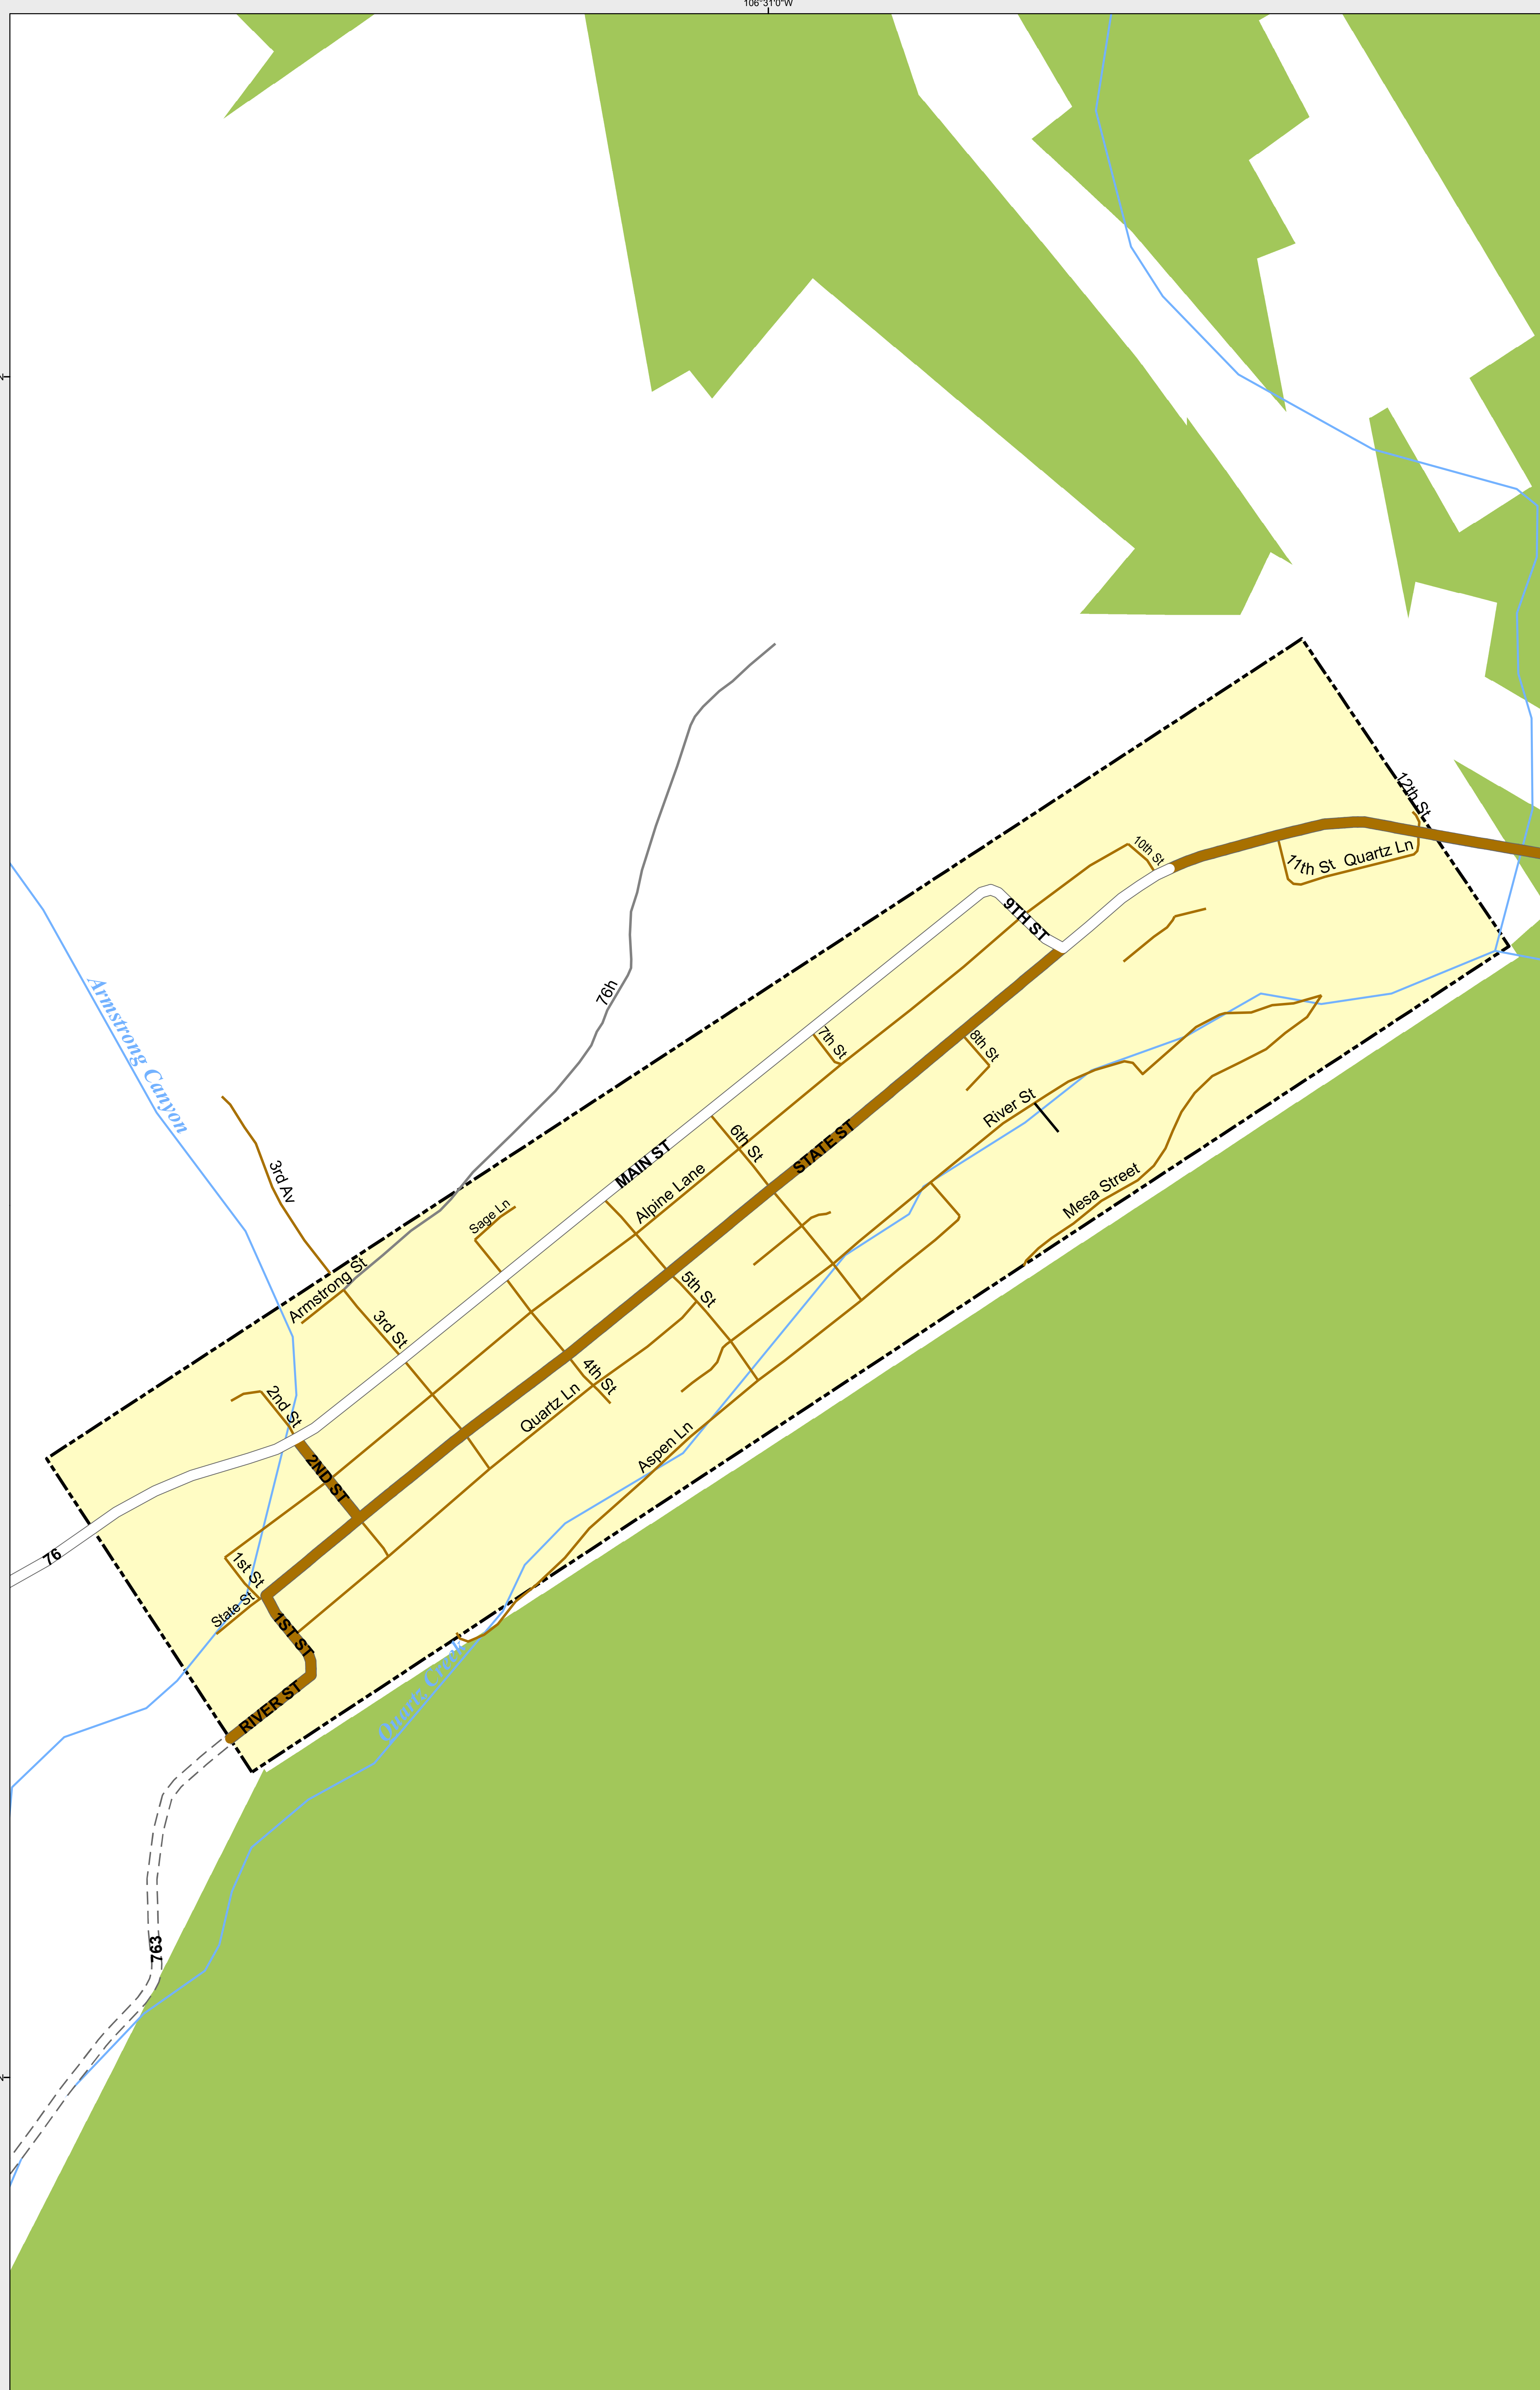 106°31'0"W
12th St
10th St
11th St Quartz Ln
9TH ST
76h
Armstrong Canyon
7th St
8th St
River St
6th St
STATE ST
MAIN ST
3rd Av
Alpine Lane
Mesa Street
Sage Ln
Armstrong St
5th St
3rd St
4th St
2nd St
Quartz Ln
Aspen Ln
2ND ST
76
1st St
State St
1ST ST
RIVER ST
Quartz Creek
763